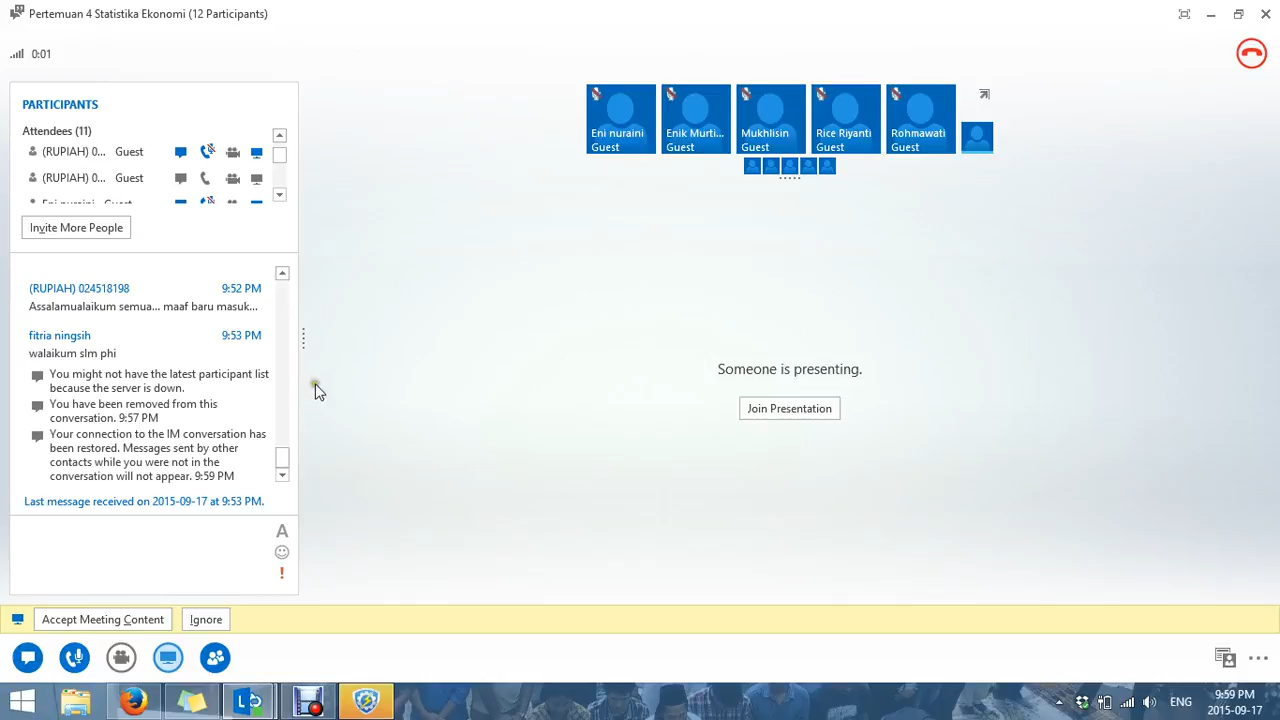 Pertemuan 4 Statistika Ekonomi (12 Participants)
0:01
PARTICIPANTS
Attendees (11)
(RUPIAH) 0... Guest
(RUPIAH) 0... Guest
Eni nuraini Guest
Invite More People
(RUPIAH) 024518198 9:52 PM
Assalamualaikum semua... maaf baru masuk...
fitria ningsih 9:53 PM
walaikum slm phi
You might not have the latest participant list
because the server is down.
You have been removed from this
conversation. 9:57 PM
Your connection to the IM conversation has
been restored. Messages sent by other
contacts while you were not in the
conversation will not appear. 9:59 PM
Last message received on 2015-09-17 at 9:53 PM.
A
!
Eni nuraini
Guest
Enik Murti...
Guest
Mukhlisin
Guest
Rice Riyanti
Guest
Rohmawati
Guest
Someone is presenting.
Join Presentation
Accept Meeting Content Ignore
ENG
9:59 PM
2015-09-17